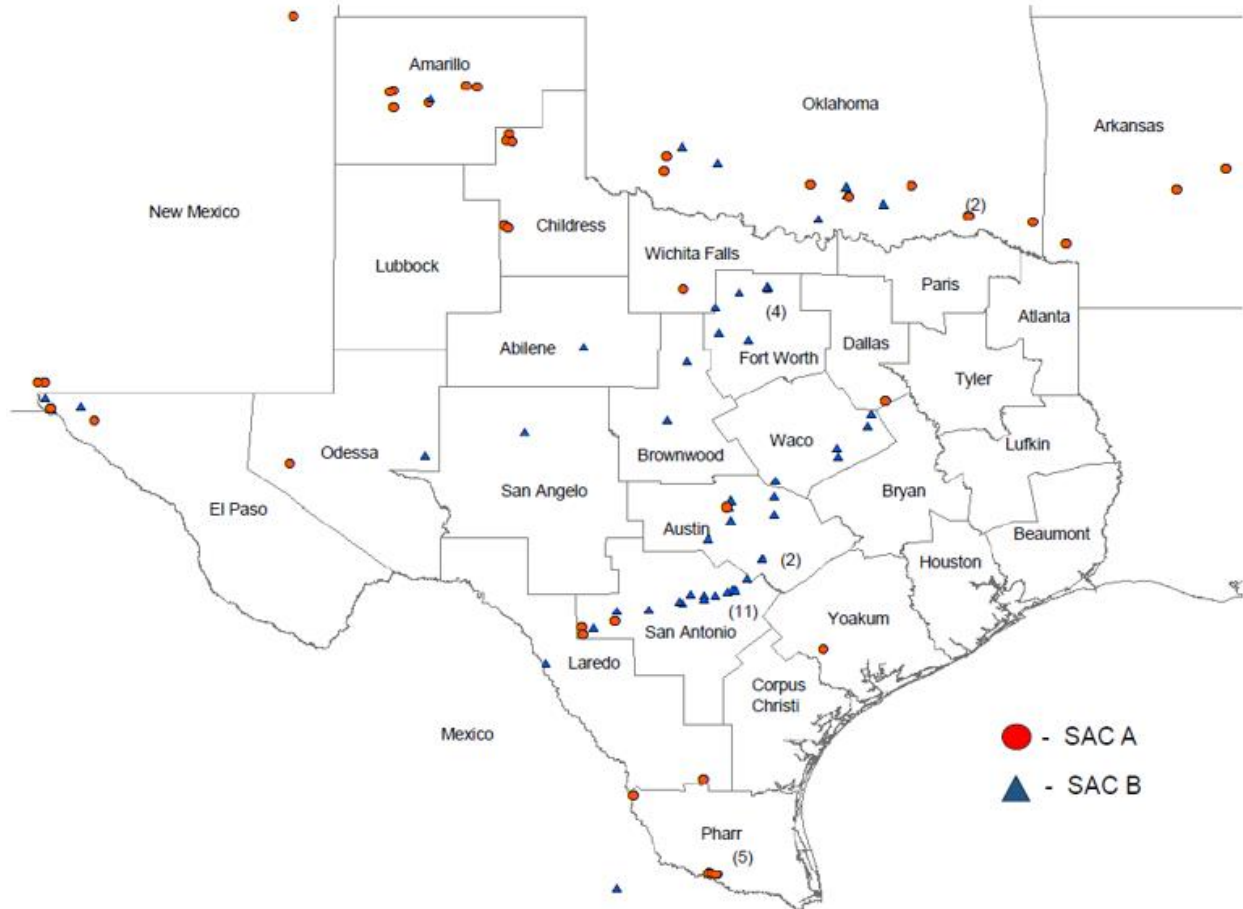 Amarillo
Oklahoma
Arkansas
New Mexico
Childress
(2)
Wichita Falls
Lubbock
Paris
(4)
Atlanta
Abilene
Dallas
Fort Worth
Tyler
Waco
Lufkin
Odessa
Brownwood
San Angelo
Bryan
El Paso
Austin
Beaumont
(2)
Houston
(11)
Yoakum
San Antonio
Laredo
Corpus
Christi
Mexico
- SAC A
- SAC B
Pharr
(5)